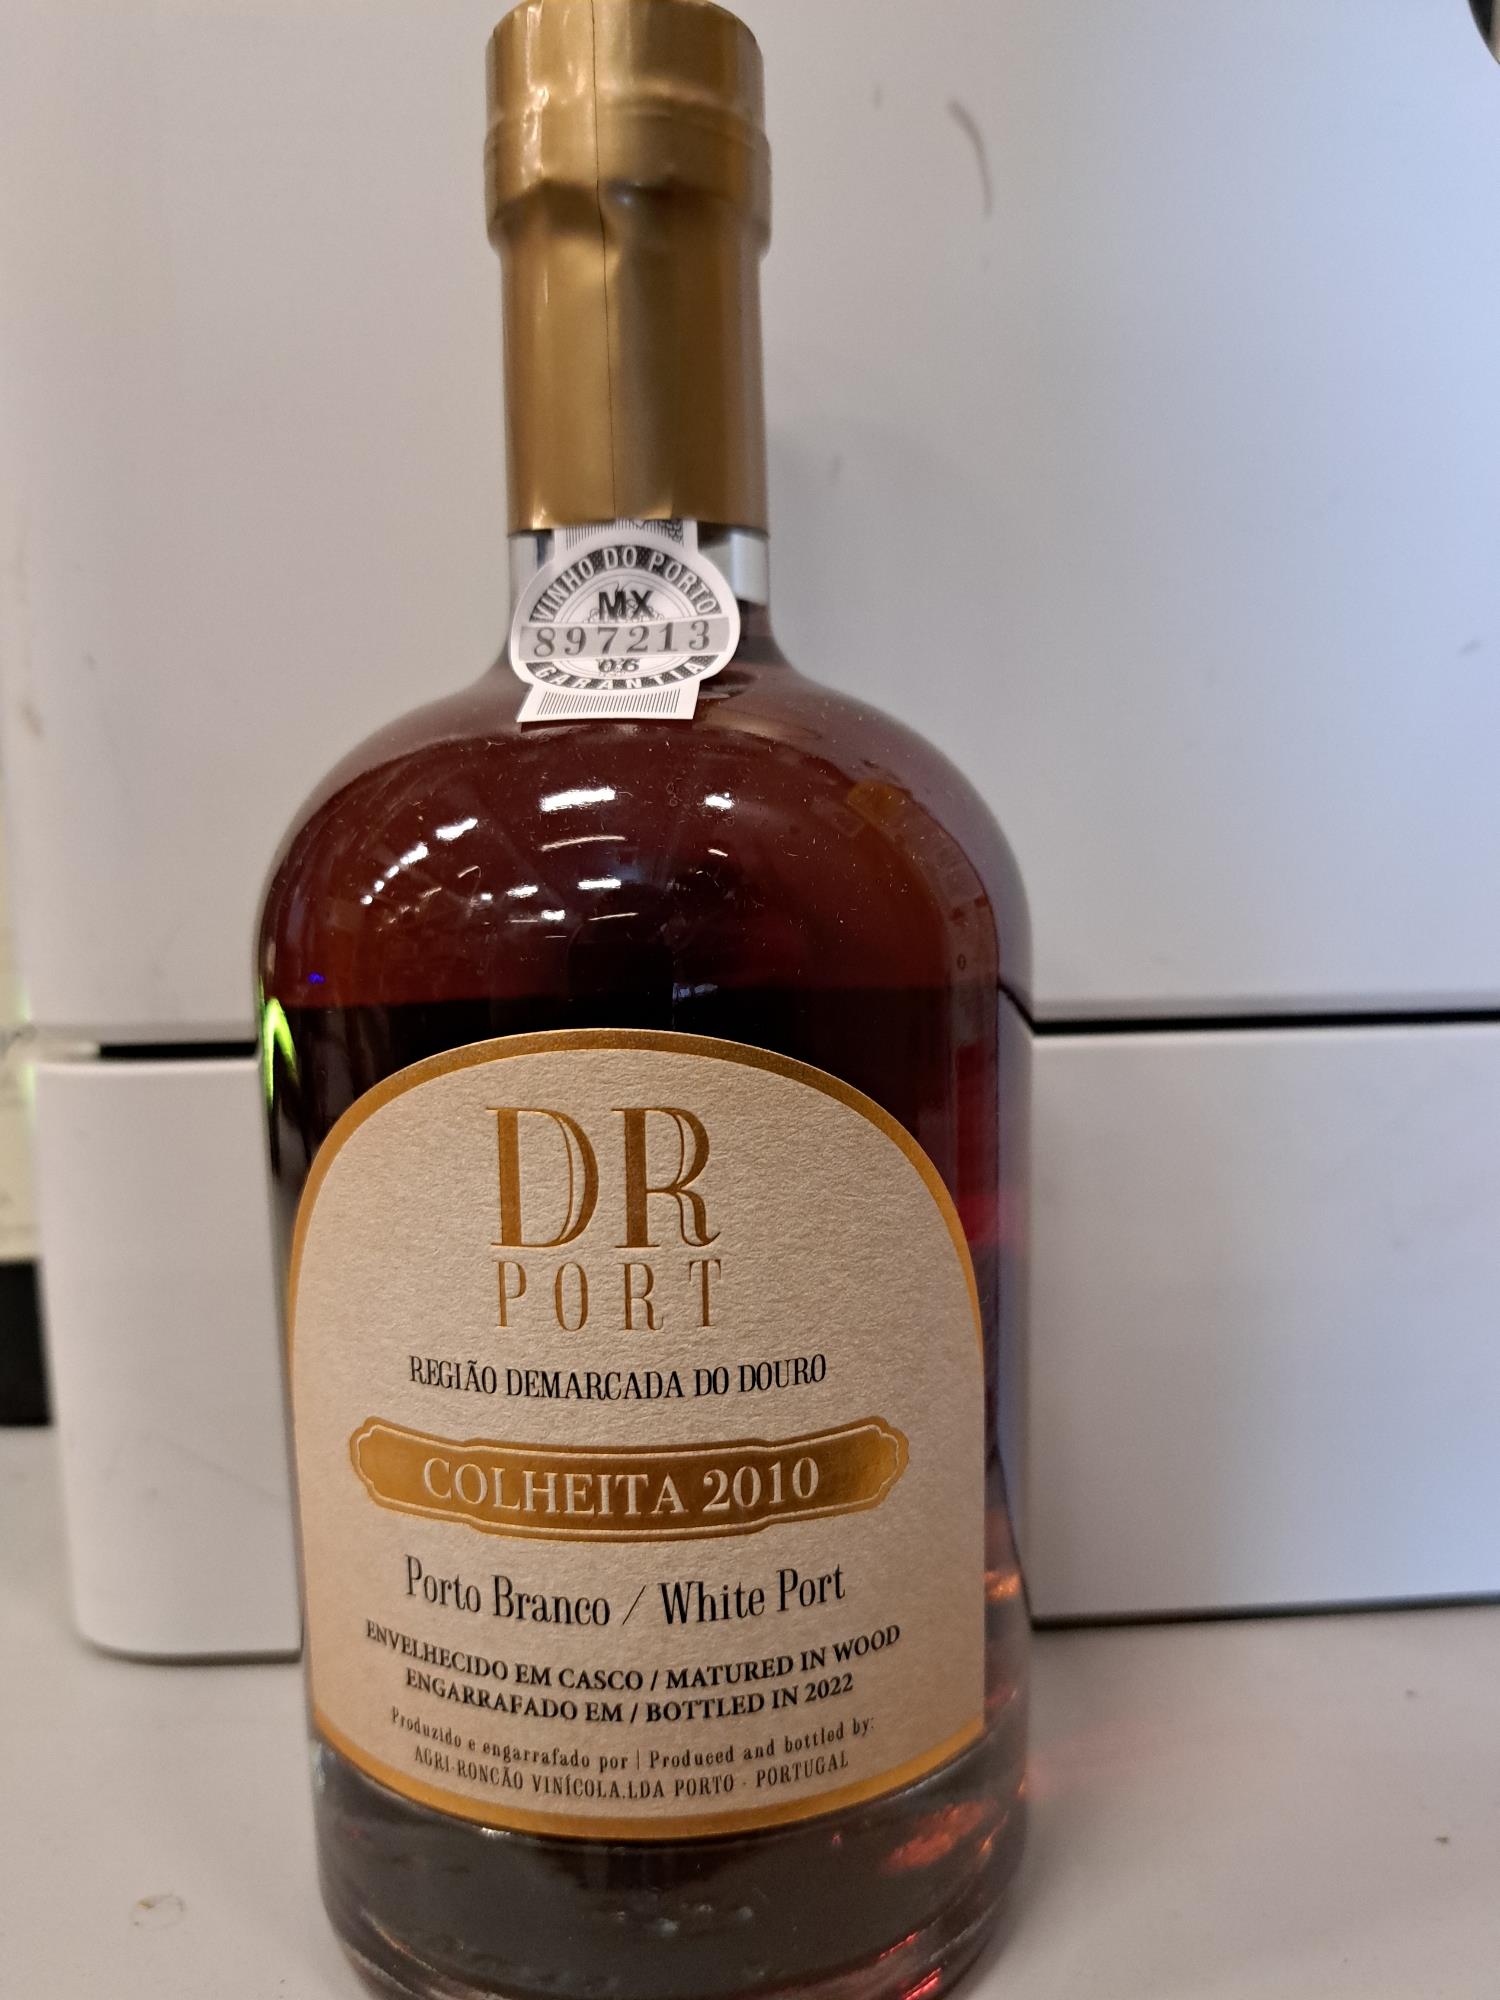 VINHO DO PORTO
MX
897213
06
GARANTIA
DR
PORT
REGIÃO DEMARCADA DO DOURO
COLHEITA 2010
Porto Branco / White Port
ENVELHECIDO EM CASCO / MATURED IN WOOD
ENGARRAFADO EM / BOTTLED IN 2022
Produzido e engarrafado por | Produced and bottled by:
AGRI-RONCÃO VINÍCOLA.LDA PORTO - PORTUGAL